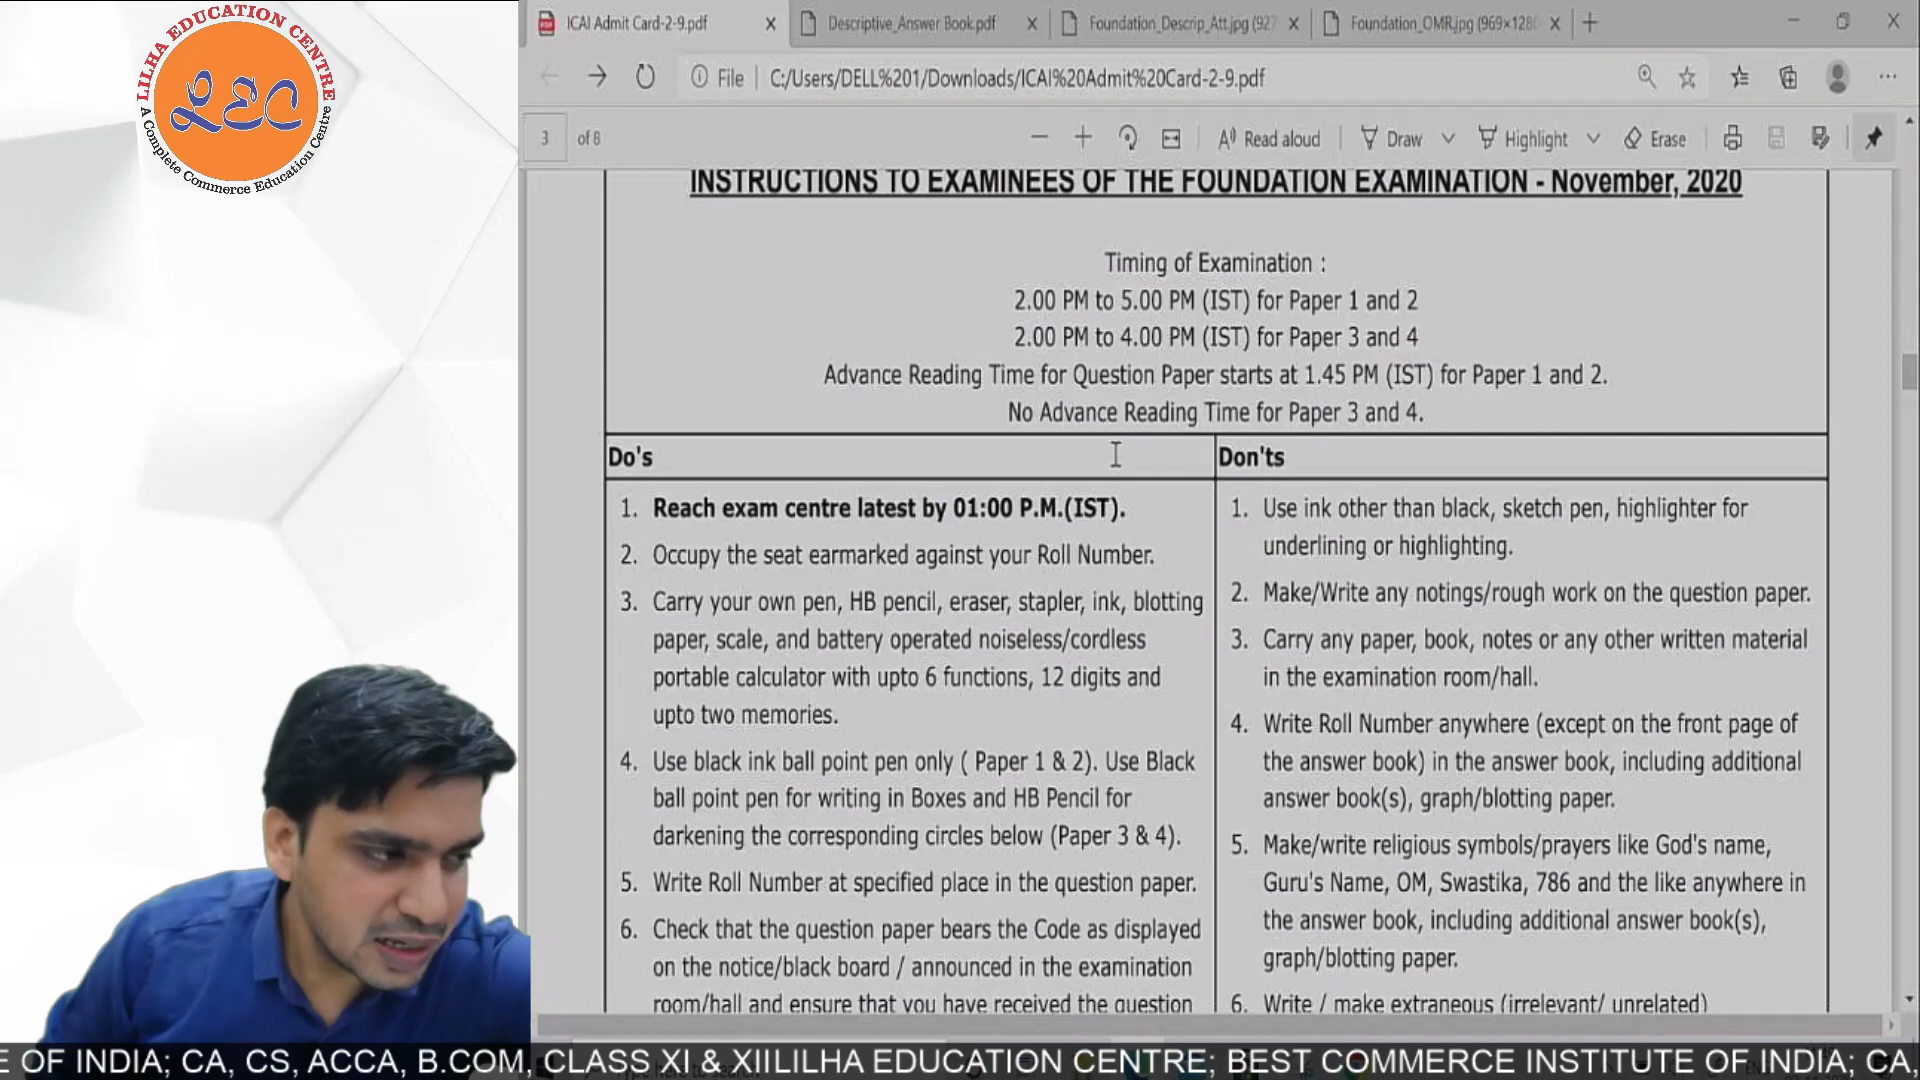 LILHA EDUCATION CENTRE
LEC
A Complete Commerce Education Centre
ICAI Admit Card-2-9.pdf
Descriptive_Answer Book.pdf
Foundation_Descrip_Att.jpg (927
Foundation_OMR.jpg (969×1280
File
C:/Users/DELL%201/Downloads/ICAI%20Admit%20Card-2-9.pdf
3 of 8
Read aloud
Draw
Highlight
Erase
INSTRUCTIONS TO EXAMINEES OF THE FOUNDATION EXAMINATION - November, 2020
Timing of Examination :
2.00 PM to 5.00 PM (IST) for Paper 1 and 2
2.00 PM to 4.00 PM (IST) for Paper 3 and 4
Advance Reading Time for Question Paper starts at 1.45 PM (IST) for Paper 1 and 2.
No Advance Reading Time for Paper 3 and 4.
Do's
1. Reach exam centre latest by 01:00 P.M.(IST).
2. Occupy the seat earmarked against your Roll Number.
3. Carry your own pen, HB pencil, eraser, stapler, ink, blotting
paper, scale, and battery operated noiseless/cordless
portable calculator with upto 6 functions, 12 digits and
upto two memories.
4. Use black ink ball point pen only ( Paper 1 & 2). Use Black
ball point pen for writing in Boxes and HB Pencil for
darkening the corresponding circles below (Paper 3 & 4).
5. Write Roll Number at specified place in the question paper.
6. Check that the question paper bears the Code as displayed
on the notice/black board / announced in the examination
room/hall and ensure that you have received the question
Don'ts
1. Use ink other than black, sketch pen, highlighter for
underlining or highlighting.
2. Make/Write any notings/rough work on the question paper.
3. Carry any paper, book, notes or any other written material
in the examination room/hall.
4. Write Roll Number anywhere (except on the front page of
the answer book) in the answer book, including additional
answer book(s), graph/blotting paper.
5. Make/write religious symbols/prayers like God's name,
Guru's Name, OM, Swastika, 786 and the like anywhere in
the answer book, including additional answer book(s),
graph/blotting paper.
6. Write / make extraneous (irrelevant/ unrelated)
E OF INDIA; CA, CS, ACCA, B.COM, CLASS XI & XIILILHA EDUCATION CENTRE; BEST COMMERCE INSTITUTE OF INDIA; CA,